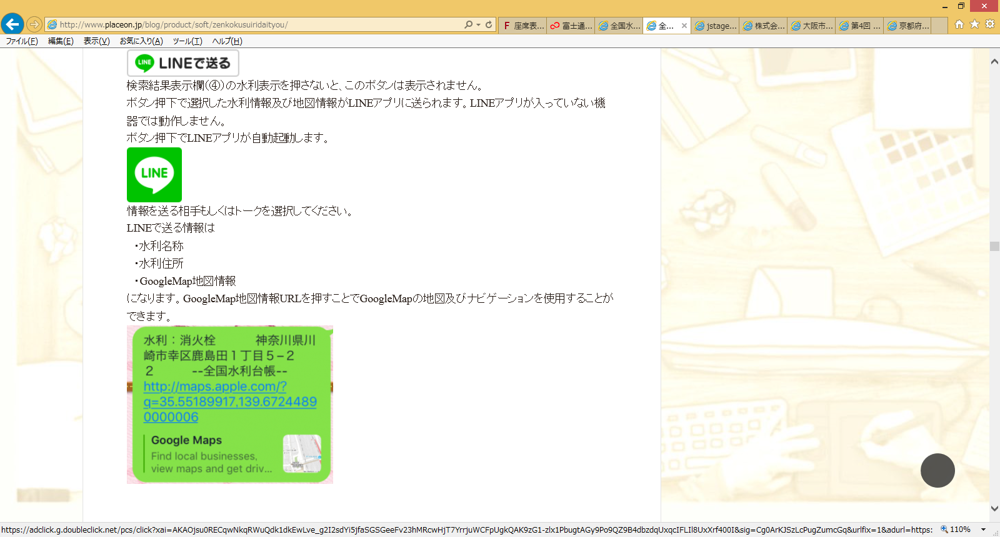 http://www.placeon.jp/blog/product/soft/zenkokusuiridaityou/
座席表...
富士通...
全国水...
全...
jstage...
株式会...
大阪市...
第4回 ...
京都府...
ファイル(F) 編集(E) 表示(V) お気に入り(A) ツール(T) ヘルプ(H)
LINE LINEで送る
検索結果表示欄(④)の水利表示を押さないと、このボタンは表示されません。
ボタン押下で選択した水利情報及び地図情報がLINEアプリに送られます。LINEアプリが入っていない機
器では動作しません。
ボタン押下でLINEアプリが自動起動します。
LINE
情報を送る相手もしくはトークを選択してください。
LINEで送る情報は
・水利名称
・水利住所
・GoogleMap地図情報
になります。GoogleMap地図情報URLを押すことでGoogleMapの地図及びナビゲーションを使用することが
できます。
水利：消火栓 神奈川県川
崎市幸区鹿島田１丁目５−２
２ --全国水利台帳--
http://maps.apple.com/?
q=35.55189917,139.6724489
0000006
Google Maps
Find local businesses,
view maps and get driv...
https://adclick.g.doubleclick.net/pcs/click?xai=AKAOjsu0RECqwNkqRWuQdk1dkEwLve_g2I2sdYi5jfaSGSGeeFv23hMRcwHjT7YrrjuWCFpUgkQAK9zG1-zlx1PbugtAGy9Po9QZ9B4dbzdqUxqcIFLIl8UxXrf400I&sig=Cg0ArKJSzLcPugZumcGq&urlfix=1&adurl=https:
110%